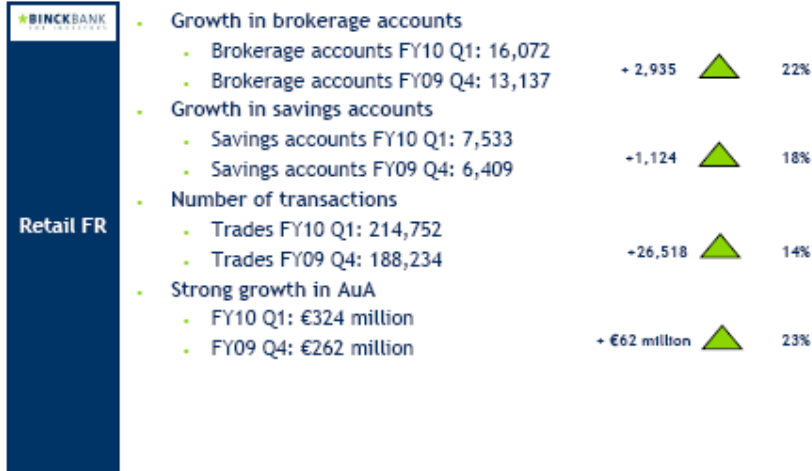 *BINCKBANK
FOR INVESTORS
Retail FR
Growth in brokerage accounts
Brokerage accounts FY10 Q1: 16,072
Brokerage accounts FY09 Q4: 13,137
+ 2,935 22%
Growth in savings accounts
Savings accounts FY10 Q1: 7,533
Savings accounts FY09 Q4: 6,409
+1,124 18%
Number of transactions
Trades FY10 Q1: 214,752
Trades FY09 Q4: 188,234
+26,518 14%
Strong growth in AuA
FY10 Q1: €324 million
FY09 Q4: €262 million
+ €62 million 23%